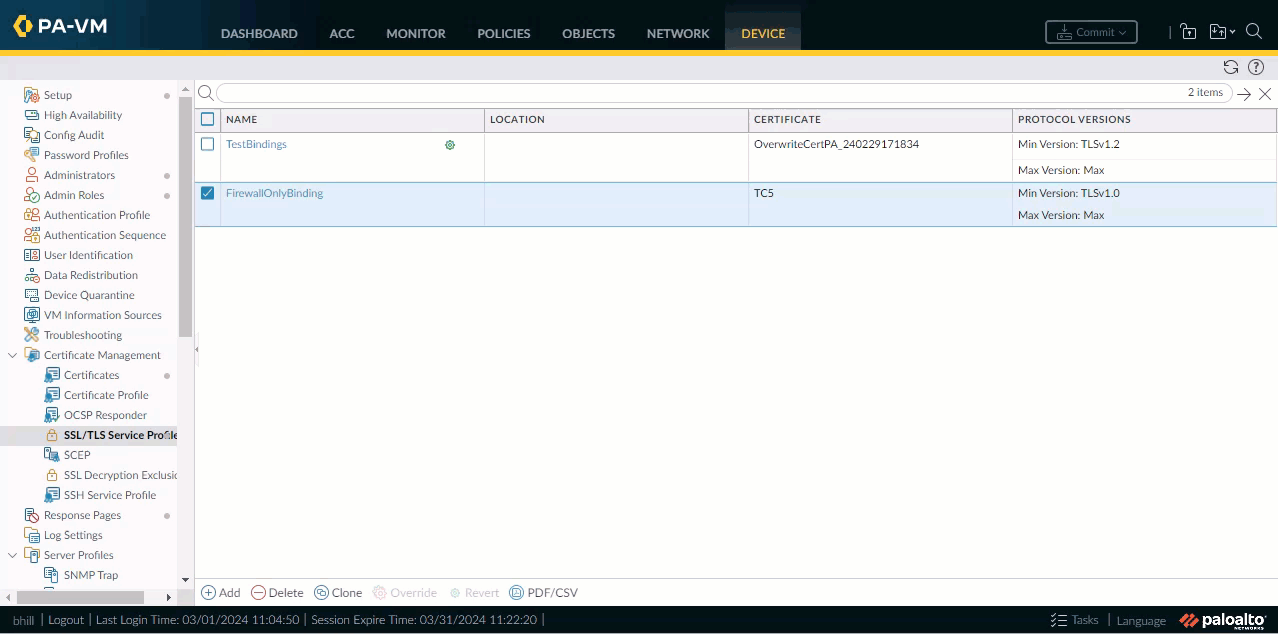 PA-VM
DASHBOARD ACC MONITOR POLICIES OBJECTS NETWORK DEVICE Commit
Setup
High Availability
Config Audit
Password Profiles
Administrators
Admin Roles
Authentication Profile
Authentication Sequence
User Identification
Data Redistribution
Device Quarantine
VM Information Sources
Troubleshooting
Certificate Management
Certificates
Certificate Profile
OCSP Responder
SSL/TLS Service Profile
SCEP
SSL Decryption Exclusio
SSH Service Profile
Response Pages
Log Settings
Server Profiles
SNMP Trap
2 items
NAME LOCATION CERTIFICATE PROTOCOL VERSIONS
TestBindings OverwriteCertPA_240229171834 Min Version: TLSv1.2
Max Version: Max
FirewallOnlyBinding TC5 Min Version: TLSv1.0
Max Version: Max
Add Delete Clone Override Revert PDF/CSV
bhill | Logout | Last Login Time: 03/01/2024 11:04:50 | Session Expire Time: 03/31/2024 11:22:20 | Tasks | Language paloalto NETWORKS